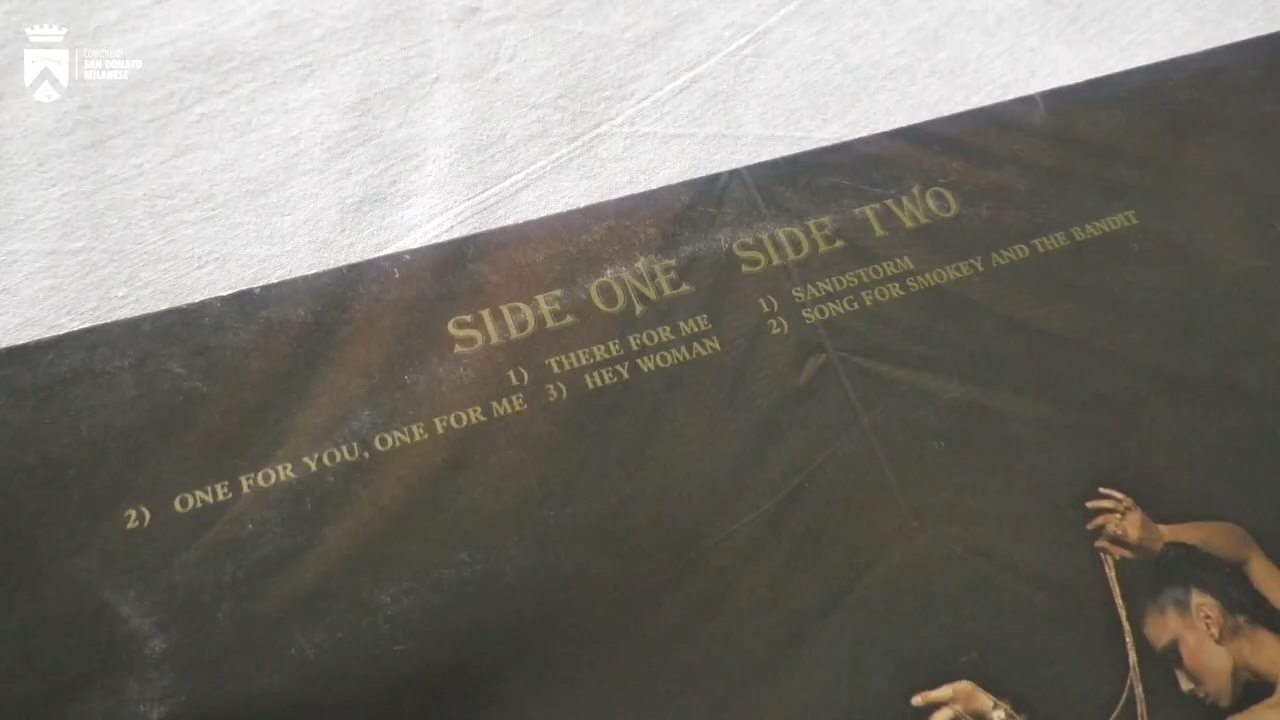 COMUNE DI
SAN DONATO
MILANESE
SIDE ONE
1) THERE FOR ME
2) ONE FOR YOU, ONE FOR ME 3) HEY WOMAN
SIDE TWO
1) SANDSTORM
2) SONG FOR SMOKEY AND THE BANDIT